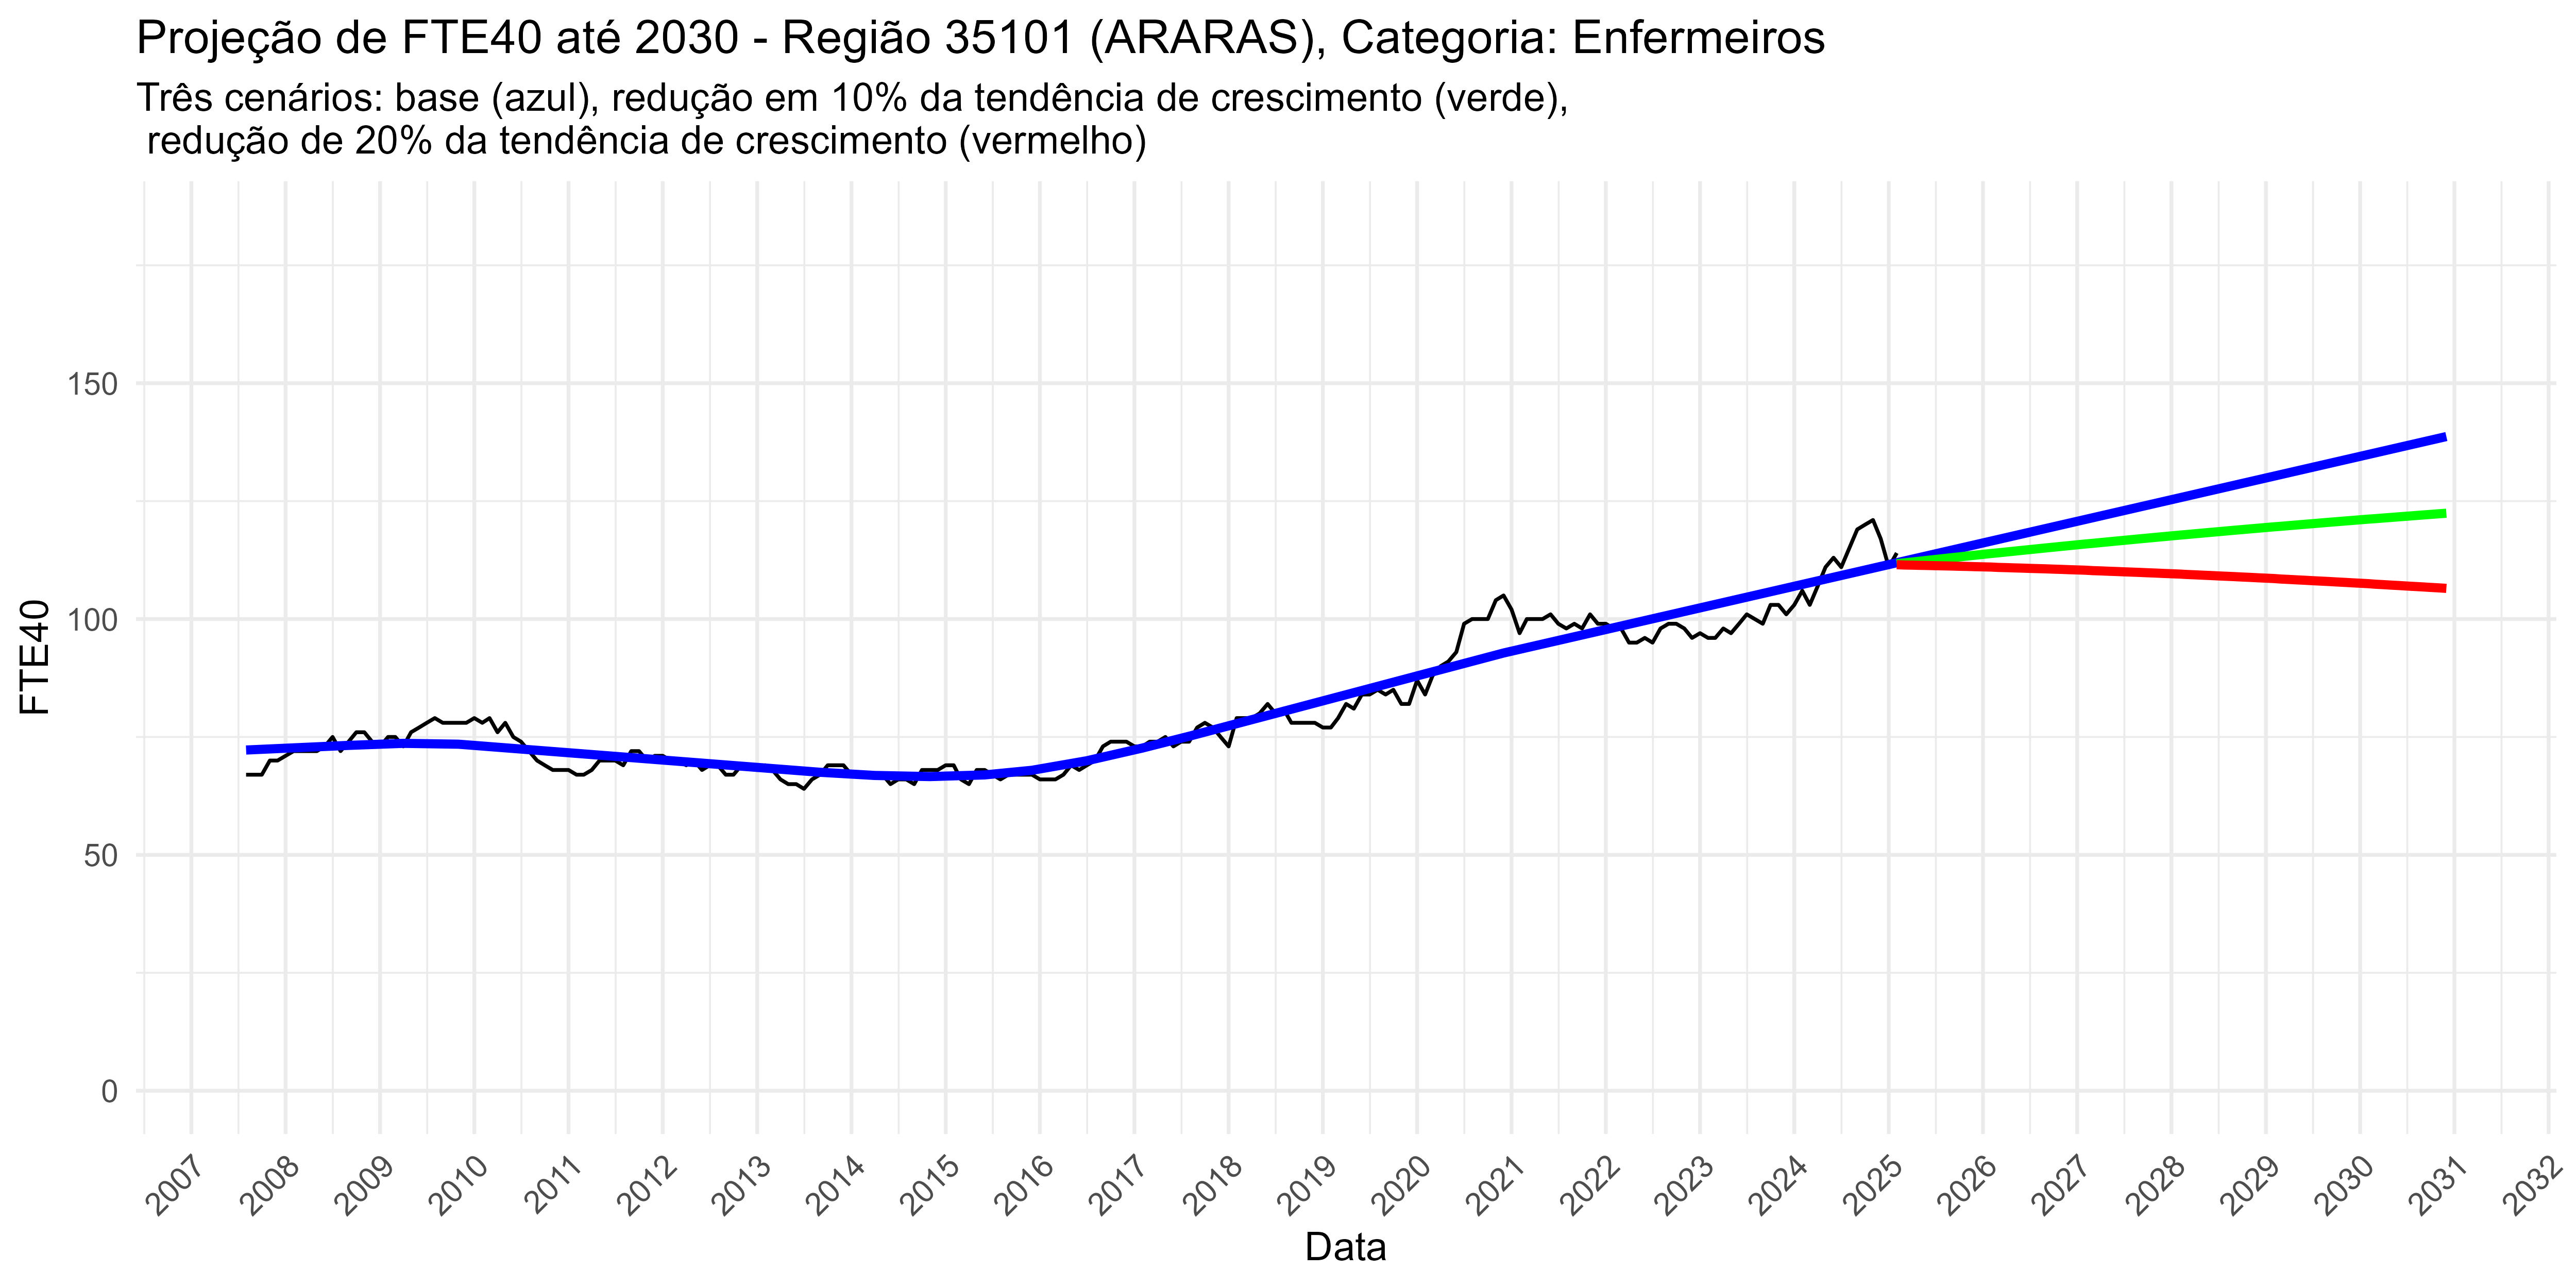 Projeção de FTE40 até 2030 - Região 35101 (ARARAS), Categoria: Enfermeiros
Três cenários: base (azul), redução em 10% da tendência de crescimento (verde),
redução de 20% da tendência de crescimento (vermelho)
150
100
50
0
FTE40
2007 2008 2009 2010 2011 2012 2013 2014 2015 2016 2017 2018 2019 2020 2021 2022 2023 2024 2025 2026 2027 2028 2029 2030 2031 2032
Data